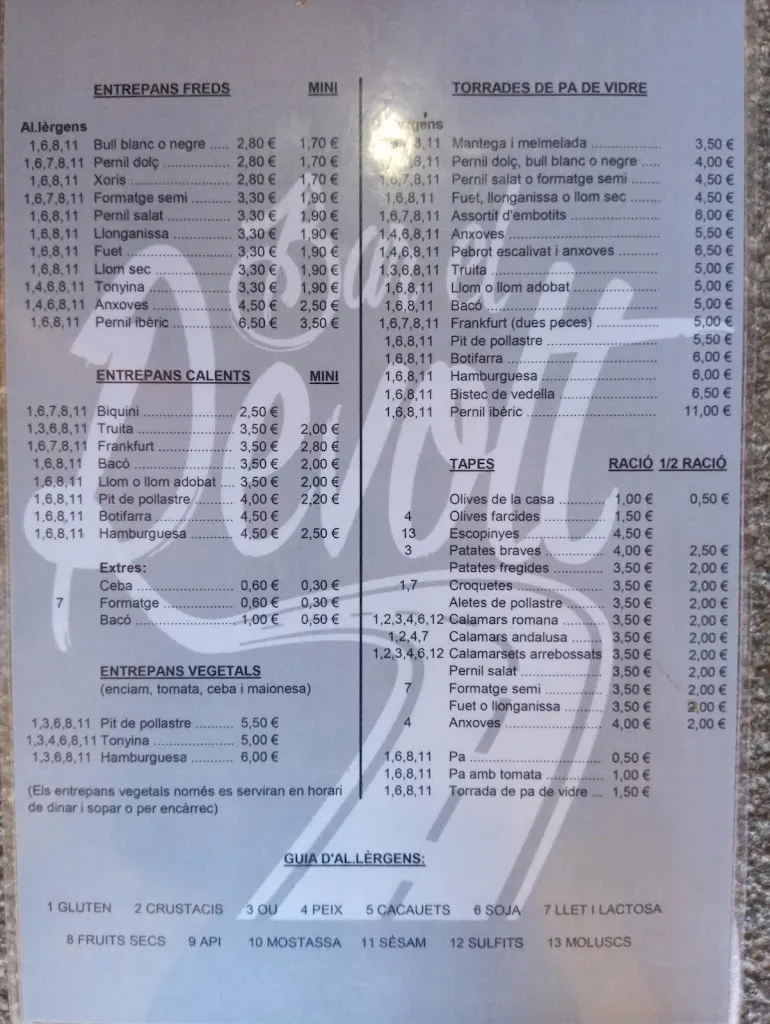 ENTREPANS FREDS MINI
Al.lèrgens
1,6,8,11 Bull blanc o negre ..... 2,80 € 1,70 €
1,6,7,8,11 Pernil dolç ................. 2,80 € 1,70 €
1,6,8,11 Xoris ......................... 2,80 € 1,70 €
1,6,7,8,11 Formatge semi ........... 3,30 € 1,90 €
1,6,8,11 Pernil salat ................ 3,30 € 1,90 €
1,6,8,11 Llonganissa ............... 3,30 € 1,90 €
1,6,8,11 Fuet .......................... 3,30 € 1,90 €
1,6,8,11 Llom sec ................... 3,30 € 1,90 €
1,4,6,8,11 Tonyina ..................... 3,30 € 1,90 €
1,4,6,8,11 Anxoves .................... 4,50 € 2,50 €
1,6,8,11 Pernil ibèric ............... 6,50 € 3,50 €
ENTREPANS CALENTS MINI
1,6,7,8,11 Biquini ...................... 2,50 €
1,3,6,8,11 Truita ........................ 3,50 € 2,00 €
1,6,7,8,11 Frankfurt ................... 3,50 € 2,80 €
1,6,8,11 Bacó ......................... 3,50 € 2,00 €
1,6,8,11 Llom o llom adobat .... 3,50 € 2,00 €
1,6,8,11 Pit de pollastre ........... 4,00 € 2,20 €
1,6,8,11 Botifarra .................... 4,50 €
1,6,8,11 Hamburguesa ............ 4,50 € 2,50 €
Extres:
Ceba ......................... 0,60 € 0,30 €
7 Formatge ................... 0,60 € 0,30 €
Bacó ......................... 1,00 € 0,50 €
ENTREPANS VEGETALS
(enciam, tomata, ceba i maionesa)
1,3,6,8,11 Pit de pollastre .......... 5,50 €
1,3,4,6,8,11 Tonyina ..................... 5,00 €
1,3,6,8,11 Hamburguesa ............ 6,00 €
(Els entrepans vegetals només es serviran en horari
de dinar i sopar o per encàrrec)
TORRADES DE PA DE VIDRE
8,11 Mantega i melmelada .................. 3,50 €
8,11 Pernil dolç, bull blanc o negre ..... 4,00 €
1,6,7,8,11 Pernil salat o formatge semi ........ 4,50 €
1,6,8,11 Fuet, llonganissa o llom sec ........ 4,50 €
1,6,7,8,11 Assortit d'embotits ....................... 6,00 €
1,4,6,8,11 Anxoves ....................................... 5,50 €
1,4,6,8,11 Pebrot escalivat i anxoves ........... 6,50 €
1,3,6,8,11 Truita ........................................... 5,00 €
1,6,8,11 Llom o llom adobat ...................... 5,00 €
1,6,8,11 Bacó ............................................ 5,00 €
1,6,7,8,11 Frankfurt (dues peces) ................ 5,00 €
1,6,8,11 Pit de pollastre ............................ 5,50 €
1,6,8,11 Botifarra ...................................... 6,00 €
1,6,8,11 Hamburguesa .............................. 6,00 €
1,6,8,11 Bistec de vedella ......................... 6,50 €
1,6,8,11 Pernil ibèric ................................. 11,00 €
TAPES RACIÓ 1/2 RACIÓ
Olives de la casa ........... 1,00 € 0,50 €
4 Olives farcides .............. 1,50 €
13 Escopinyes ................... 4,50 €
3 Patates braves .............. 4,00 € 2,50 €
Patates fregides ............ 3,50 € 2,00 €
1,7 Croquetes ..................... 3,50 € 2,00 €
Aletes de pollastre ......... 3,50 € 2,00 €
1,2,3,4,6,12 Calamars romana .......... 3,50 € 2,00 €
1,2,4,7 Calamars andalusa ........ 3,50 € 2,00 €
1,2,3,4,6,12 Calamarsets arrebossats 3,50 € 2,00 €
Pernil salat .................... 3,50 € 2,00 €
7 Formatge semi .............. 3,50 € 2,00 €
Fuet o llonganissa ......... 3,50 € 2,00 €
4 Anxoves ........................ 4,00 € 2,00 €
1,6,8,11 Pa ................................. 0,50 €
1,6,8,11 Pa amb tomata .............. 1,00 €
1,6,8,11 Torrada de pa de vidre ... 1,50 €
GUIA D'AL.LÈRGENS:
1 GLUTEN 2 CRUSTACIS 3 OU 4 PEIX 5 CACAUETS 6 SOJA 7 LLET I LACTOSA
8 FRUITS SECS 9 API 10 MOSTASSA 11 SÈSAM 12 SULFITS 13 MOLUSCS